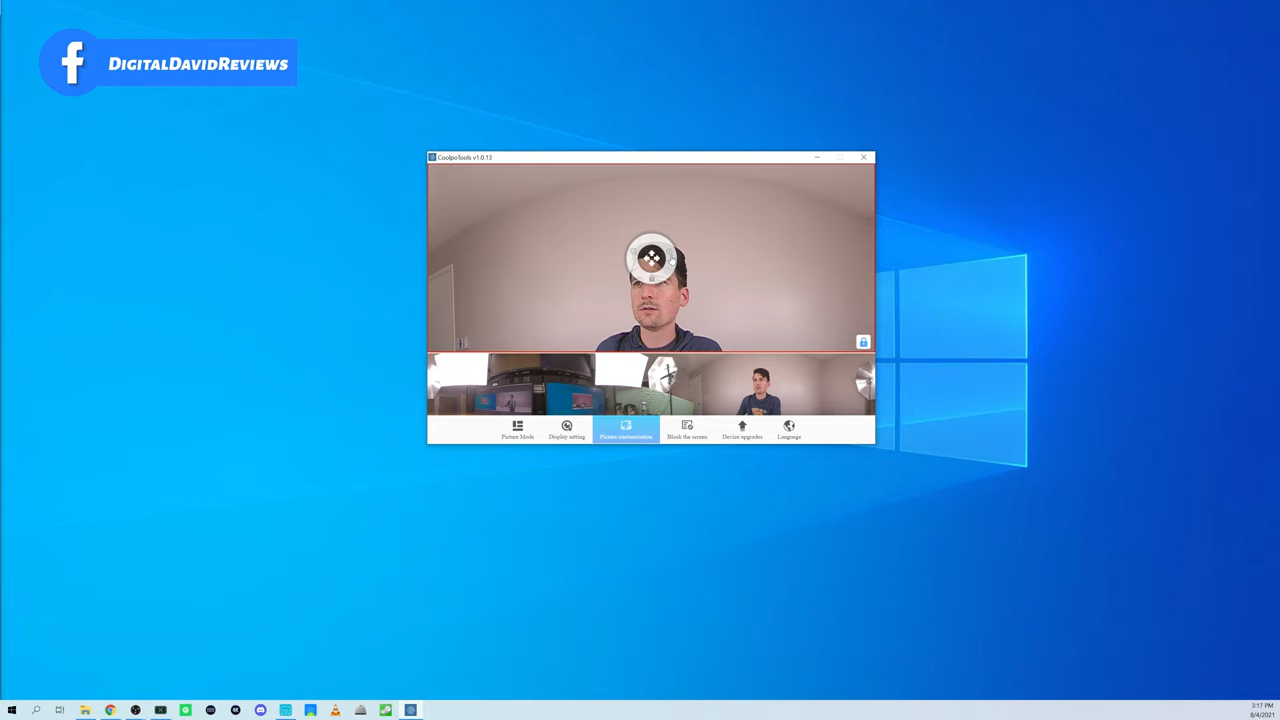 DigitalDavidReviews
CoolpoTools v1.0.13
Picture Mode
Display setting
Picture customization
Block the screen
Device upgrades
Language
3:17 PM
8/4/2021